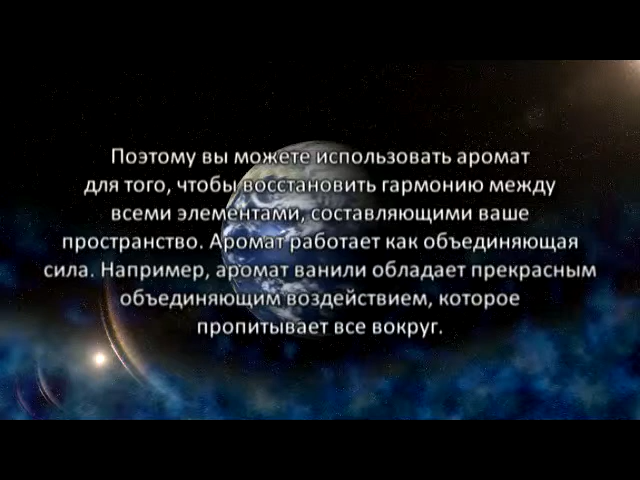 Поэтому вы можете использовать аромат
для того, чтобы восстановить гармонию между
всеми элементами, составляющими ваше
пространство. Аромат работает как объединяющая
сила. Например, аромат ванили обладает прекрасным
объединяющим воздействием, которое
пропитывает все вокруг.